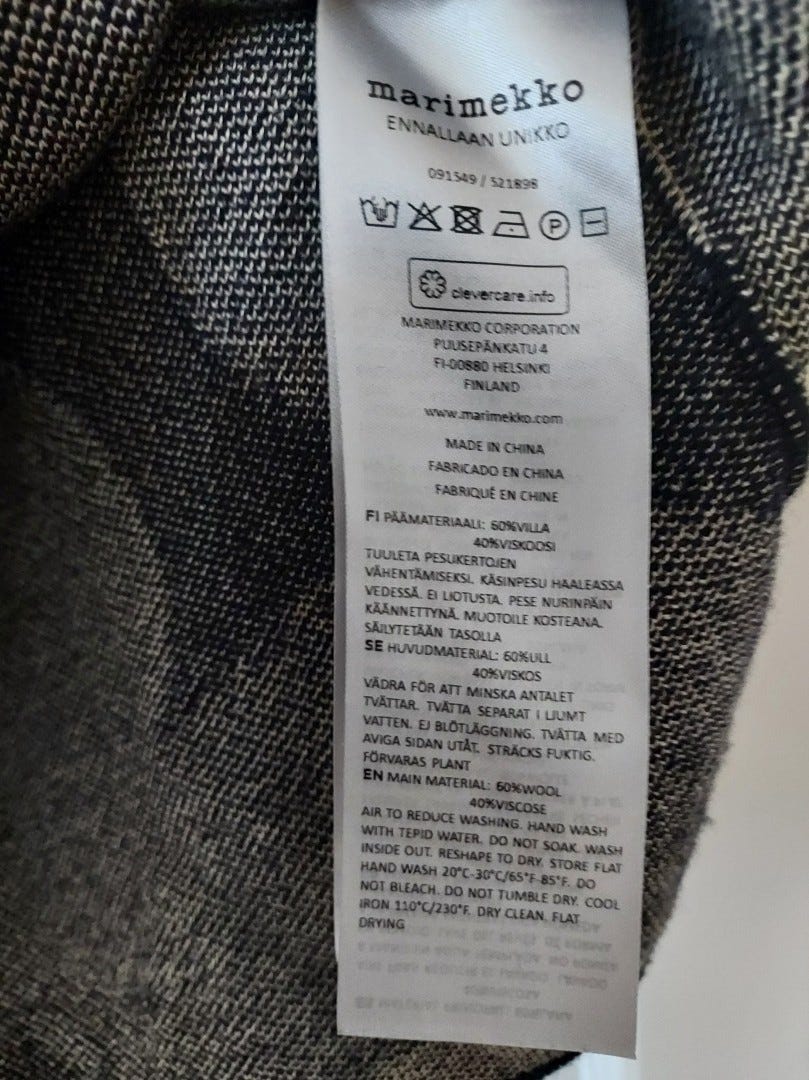 marimekko
ENNALLAAN UNIKKO
091549 / 521898
P
clevercare.info
MARIMEKKO CORPORATION
PUUSEPÄNKATU 4
FI-00880 HELSINKI
FINLAND
www.marimekko.com
MADE IN CHINA
FABRICADO EN CHINA
FABRIQUÉ EN CHINE
FI PÄÄMATERIAALI: 60%VILLA
40%VISKOOSI
TUULETA PESUKERTOJEN
VÄHENTÄMISEKSI. KÄSINPESU HAALEASSA
VEDESSÄ. EI LIOTUSTA. PESE NURINPÄIN
KÄÄNNETTYNÄ. MUOTOILE KOSTEANA.
SÄILYTETÄÄN TASOLLA
SE HUVUDMATERIAL: 60%ULL
40%VISKOS
VÄDRA FÖR ATT MINSKA ANTALET
TVÄTTAR. TVÄTTA SEPARAT I LJUMT
VATTEN. EJ BLÖTLÄGGNING. TVÄTTA MED
AVIGA SIDAN UTÅT. STRÄCKS FUKTIG.
FÖRVARAS PLANT
EN MAIN MATERIAL: 60%WOOL
40%VISCOSE
AIR TO REDUCE WASHING. HAND WASH
WITH TEPID WATER. DO NOT SOAK. WASH
INSIDE OUT. RESHAPE TO DRY. STORE FLAT
HAND WASH 20°C-30°C/65°F-85°F. DO
NOT BLEACH. DO NOT TUMBLE DRY. COOL
IRON 110°C/230°F. DRY CLEAN. FLAT
DRYING